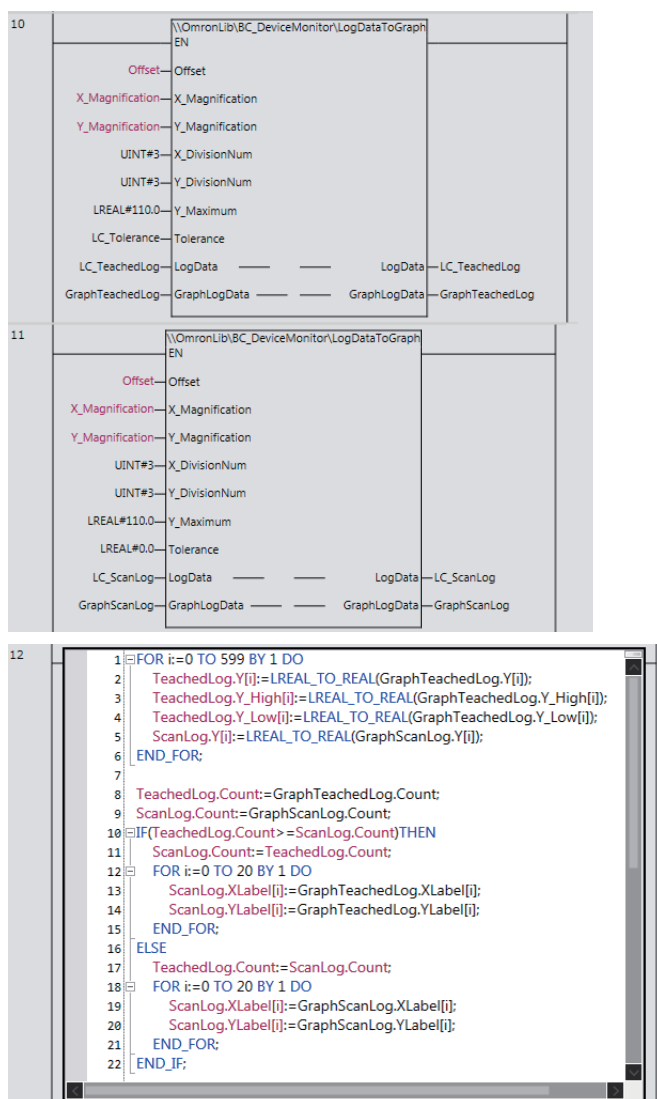 10
\\OmronLib\BC_DeviceMonitor\LogDataToGraph
EN
Offset Offset
X_Magnification X_Magnification
Y_Magnification Y_Magnification
UINT#3 X_DivisionNum
UINT#3 Y_DivisionNum
LREAL#110.0 Y_Maximum
LC_Tolerance Tolerance
LC_TeachedLog LogData LogData LC_TeachedLog
GraphTeachedLog GraphLogData GraphLogData GraphTeachedLog
11
\\OmronLib\BC_DeviceMonitor\LogDataToGraph
EN
Offset Offset
X_Magnification X_Magnification
Y_Magnification Y_Magnification
UINT#3 X_DivisionNum
UINT#3 Y_DivisionNum
LREAL#110.0 Y_Maximum
LREAL#0.0 Tolerance
LC_ScanLog LogData LogData LC_ScanLog
GraphScanLog GraphLogData GraphLogData GraphScanLog
12
1 FOR i:=0 TO 599 BY 1 DO
2 TeachedLog.Y[i]:=LREAL_TO_REAL(GraphTeachedLog.Y[i]);
3 TeachedLog.Y_High[i]:=LREAL_TO_REAL(GraphTeachedLog.Y_High[i]);
4 TeachedLog.Y_Low[i]:=LREAL_TO_REAL(GraphTeachedLog.Y_Low[i]);
5 ScanLog.Y[i]:=LREAL_TO_REAL(GraphScanLog.Y[i]);
6 END_FOR;
7
8 TeachedLog.Count:=GraphTeachedLog.Count;
9 ScanLog.Count:=GraphScanLog.Count;
10 IF(TeachedLog.Count>=ScanLog.Count)THEN
11 ScanLog.Count:=TeachedLog.Count;
12 FOR i:=0 TO 20 BY 1 DO
13 ScanLog.XLabel[i]:=GraphTeachedLog.XLabel[i];
14 ScanLog.YLabel[i]:=GraphTeachedLog.YLabel[i];
15 END_FOR;
16 ELSE
17 TeachedLog.Count:=ScanLog.Count;
18 FOR i:=0 TO 20 BY 1 DO
19 ScanLog.XLabel[i]:=GraphScanLog.XLabel[i];
20 ScanLog.YLabel[i]:=GraphScanLog.YLabel[i];
21 END_FOR;
22 END_IF;